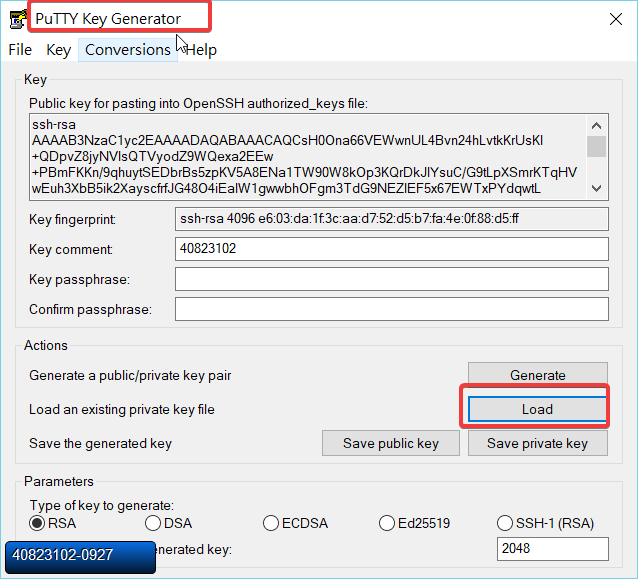 PuTTY Key Generator
File Key Conversions Help
Key
Public key for pasting into OpenSSH authorized_keys file:
ssh-rsa
AAAAB3NzaC1yc2EAAAADAQABAAACAQCsH0Ona66VEWwnUL4Bvn24hLvtkKrUsKl
+QDpvZ8jyNVlsQTVyodZ9WQexa2EEw
+PBmFKKn/9qhuytSEDbrBs5zpKV5A8ENa1TW90W8kOp3KQrDkJlYsuC/G9tLpXSmrKTqHV
wEuh3XbB5ik2XayscfrfJG48O4iEaIW1gwwbhOFgm3TdG9NEZIEF5x67EWTxPYdqwtL
Key fingerprint:
ssh-rsa 4096 e6:03:da:1f:3c:aa:d7:52:d5:b7:fa:4e:0f:88:d5:ff
Key comment:
40823102
Key passphrase:
Confirm passphrase:
Actions
Generate a public/private key pair
Generate
Load an existing private key file
Load
Save the generated key
Save public key
Save private key
Parameters
Type of key to generate:
RSA DSA ECDSA Ed25519 SSH-1 (RSA)
40823102-0927
key:
2048